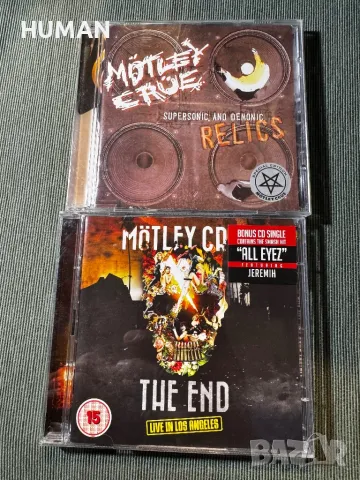 MÖTLEY
CRÜE
SUPERSONIC AND DEMONIC
RELICS
MÖTLEY CR
BONUS CD SINGLE
CONTAINS THE SMASH HIT
"ALL EYEZ"
FEATURING
JEREMIH
THE END
LIVE IN LOS ANGELES
15
BAZAR